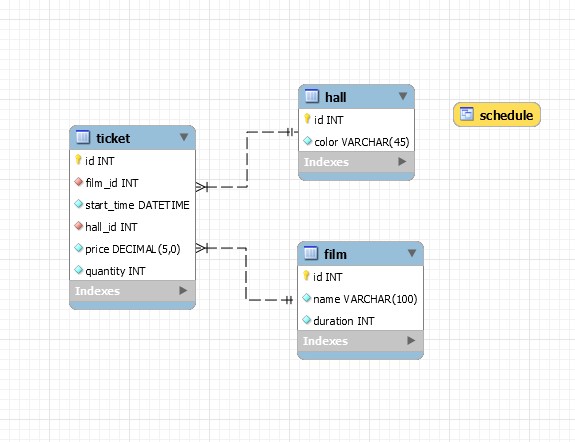 ticket
id INT
film_id INT
start_time DATETIME
hall_id INT
price DECIMAL(5,0)
quantity INT
Indexes
hall
id INT
color VARCHAR(45)
Indexes
film
id INT
name VARCHAR(100)
duration INT
Indexes
schedule